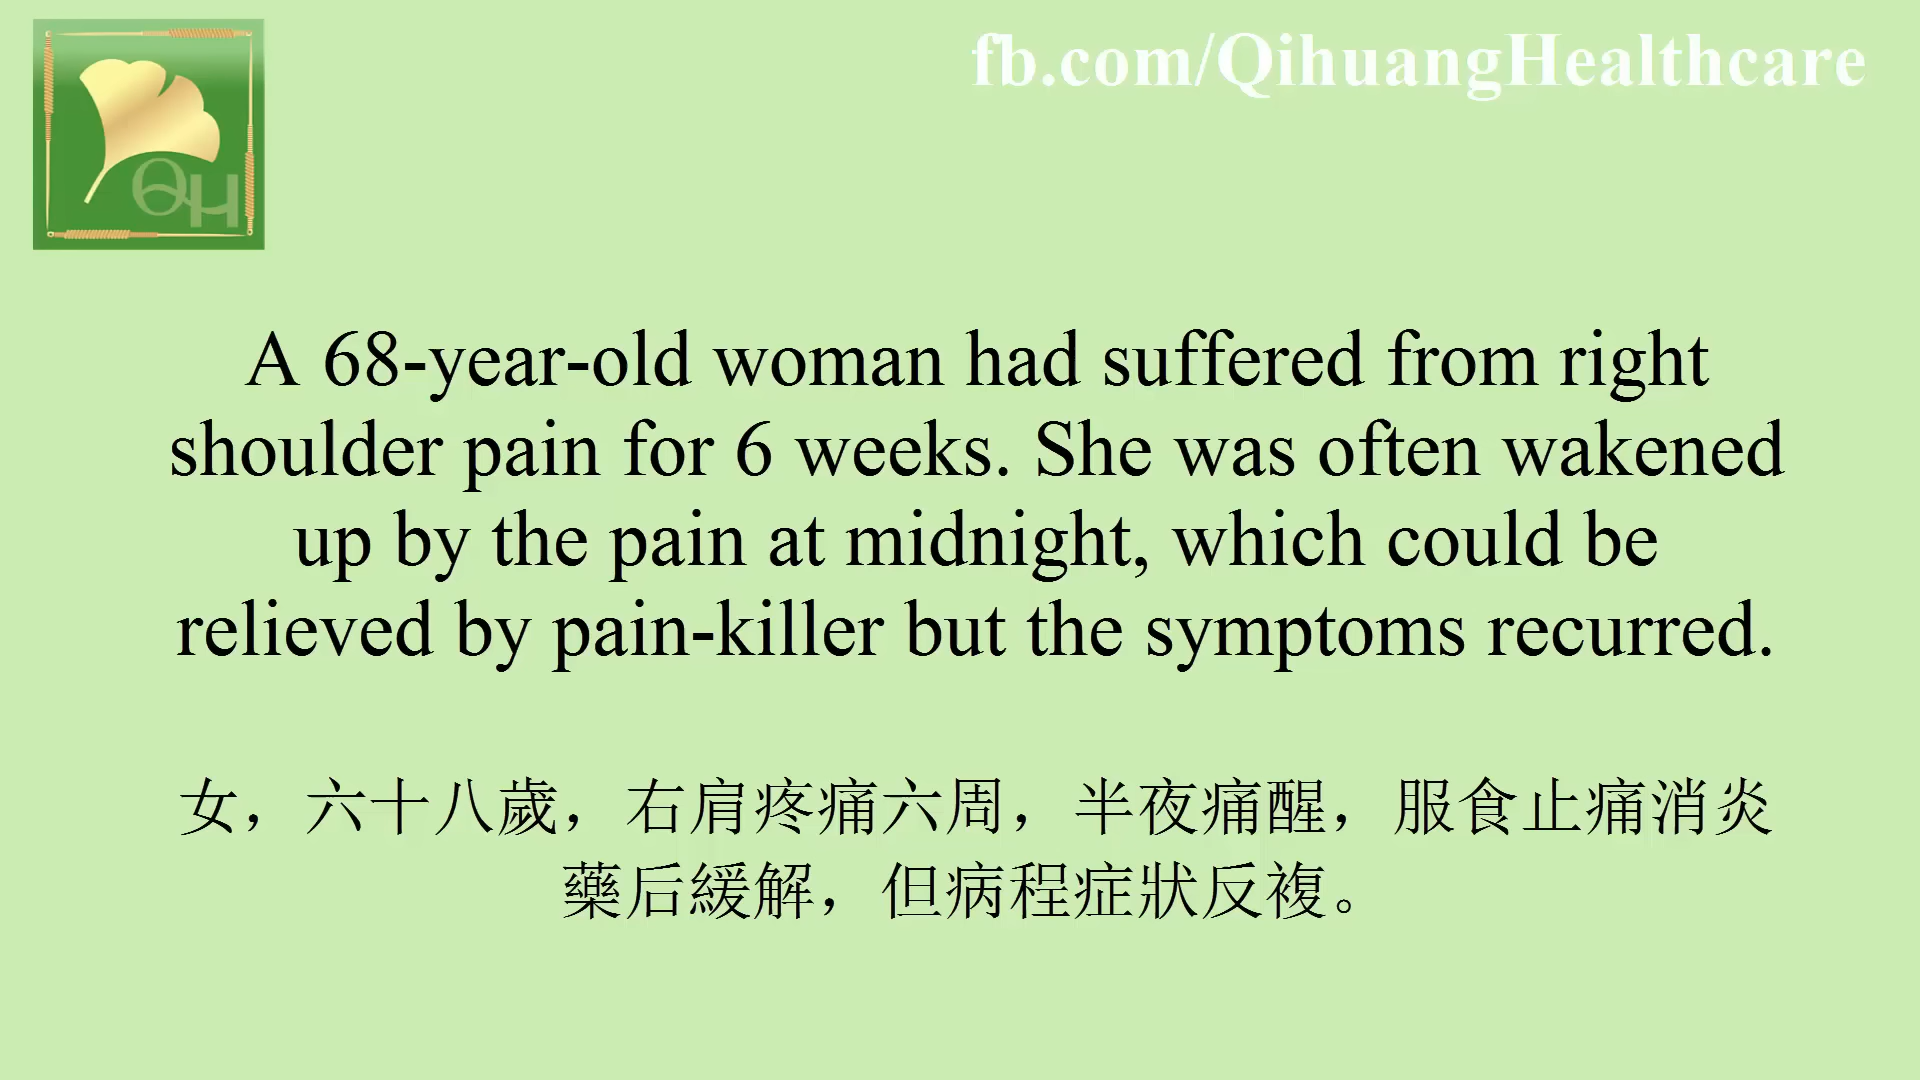 fb.com/QihuangHealthcare
QH
A 68-year-old woman had suffered from right
shoulder pain for 6 weeks. She was often wakened
up by the pain at midnight, which could be
relieved by pain-killer but the symptoms recurred.
女，六十八歲，右肩疼痛六周，半夜痛醒，服食止痛消炎
藥后緩解，但病程症狀反複。